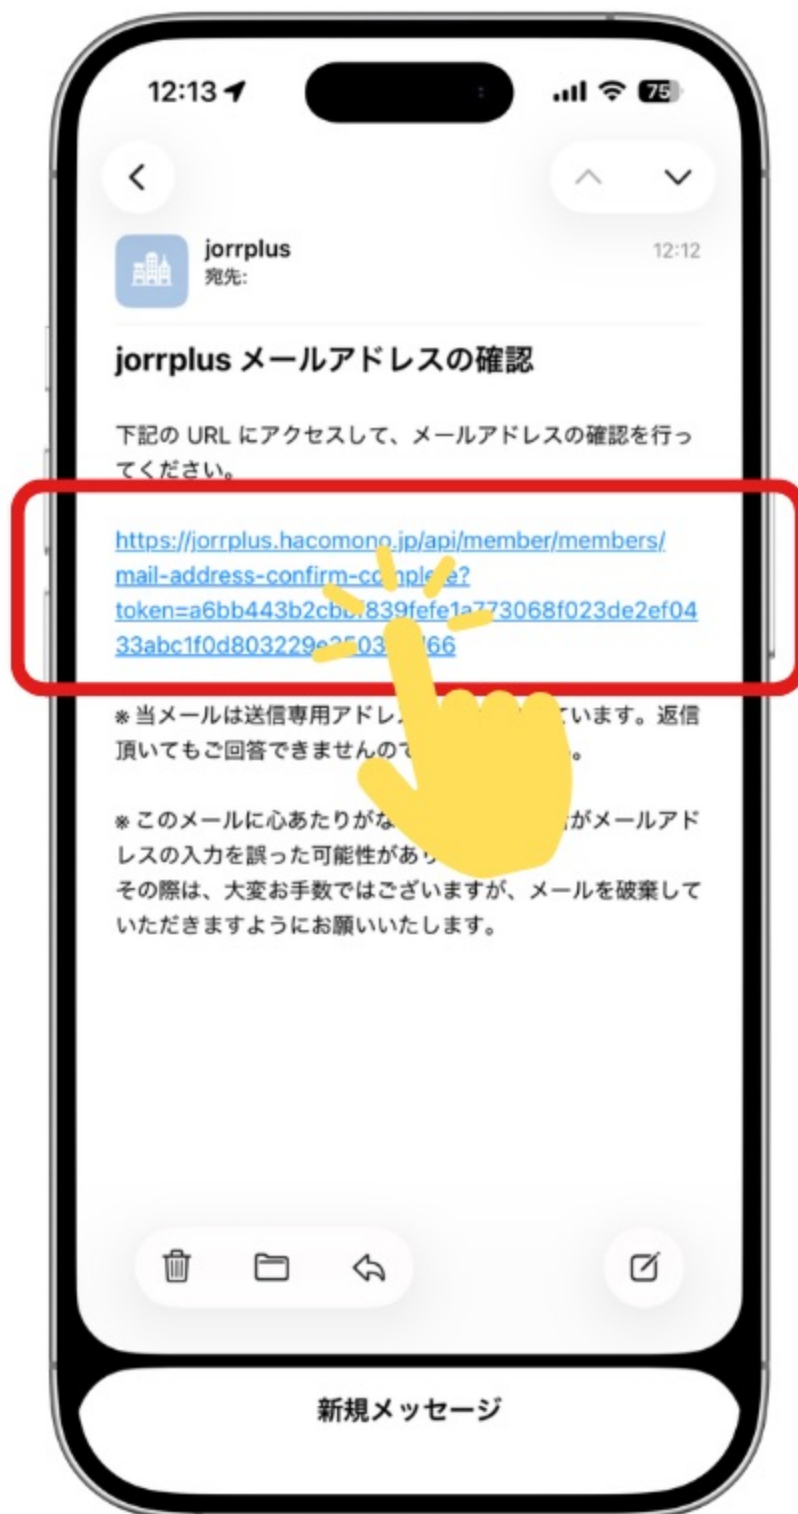 12:13
75
jorrplus
12:12
宛先:
jorrplus メールアドレスの確認
下記の URL にアクセスして、メールアドレスの確認を行っ
てください。
https://jorrplus.hacomono.jp/api/member/members/
mail-address-confirm-complete?
token=a6bb443b2cb 839fefe1a773068f023de2ef04
33abc1f0d803229e 66
※ 当メールは送信専用アドレ ています。返信
頂いてもご回答できませんので 。
※ このメールに心あたりがな がメールアド
レスの入力を誤った可能性があり
その際は、大変お手数ではございますが、メールを破棄して
いただきますようにお願いいたします。
新規メッセージ